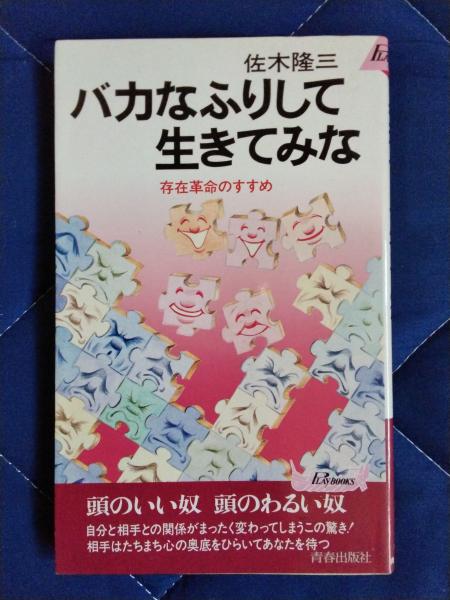 佐木隆三
バカなふりして
生きてみな
存在革命のすすめ
PLAYBOOKS
頭のいい奴 頭のわるい奴
自分と相手との関係がまったく変わってしまうこの驚き!
相手はたちまち心の奥底をひらいてあなたを待つ
青春出版社